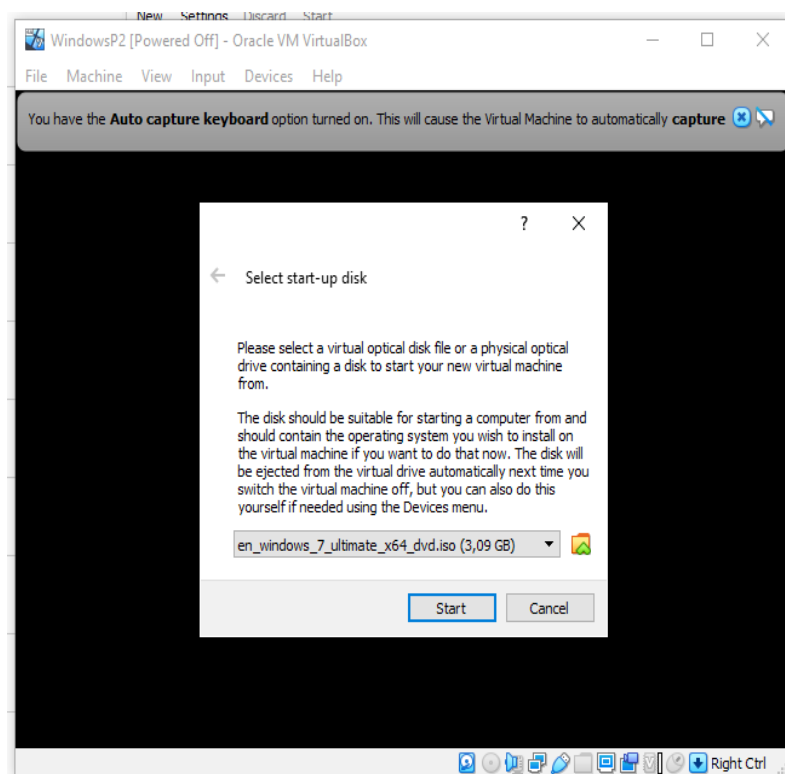 New Settings Discard Start
WindowsP2 [Powered Off] - Oracle VM VirtualBox
File Machine View Input Devices Help
You have the Auto capture keyboard option turned on. This will cause the Virtual Machine to automatically capture
?
Select start-up disk
Please select a virtual optical disk file or a physical optical
drive containing a disk to start your new virtual machine
from.
The disk should be suitable for starting a computer from and
should contain the operating system you wish to install on
the virtual machine if you want to do that now. The disk will
be ejected from the virtual drive automatically next time you
switch the virtual machine off, but you can also do this
yourself if needed using the Devices menu.
en_windows_7_ultimate_x64_dvd.iso (3,09 GB)
Start Cancel
Right Ctrl